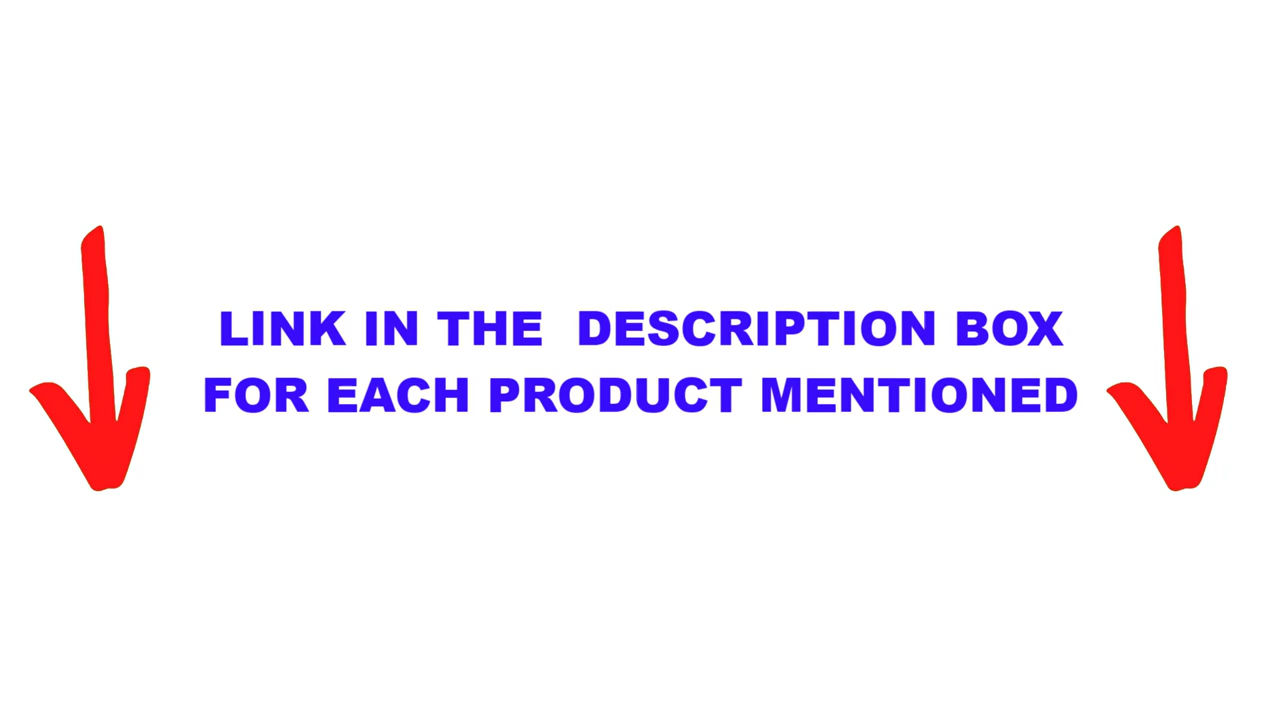 LINK IN THE  DESCRIPTION BOX
FOR EACH PRODUCT MENTIONED